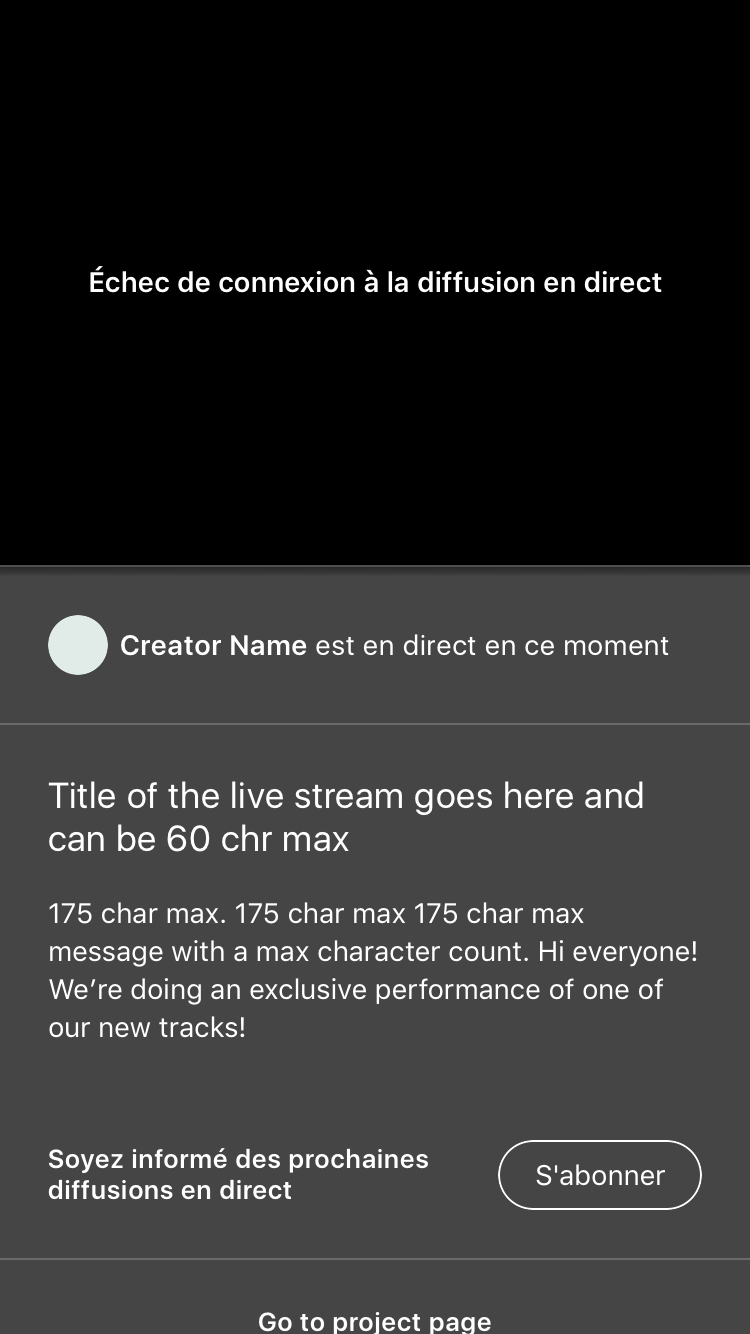 Échec de connexion à la diffusion en direct
Creator Name est en direct en ce moment
Title of the live stream goes here and
can be 60 chr max
175 char max. 175 char max 175 char max
message with a max character count. Hi everyone!
We’re doing an exclusive performance of one of
our new tracks!
Soyez informé des prochaines
diffusions en direct
S'abonner
Go to project page